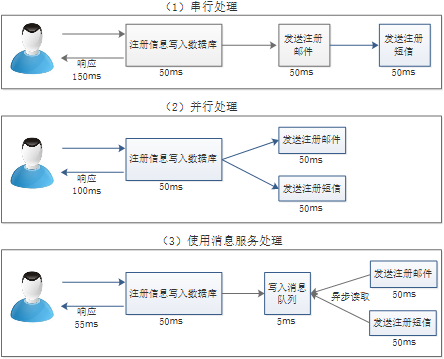 （1）串行处理
注册信息写入数据库
发送注册
邮件
发送注册
短信
响应
150ms
50ms
50ms
50ms
（2）并行处理
注册信息写入数据库
发送注册邮件
50ms
响应
100ms
50ms
发送注册短信
50ms
（3）使用消息服务处理
注册信息写入数据库
写入消息
队列
发送注册邮件
50ms
异步读取
响应
55ms
50ms
5ms
发送注册短信
50ms